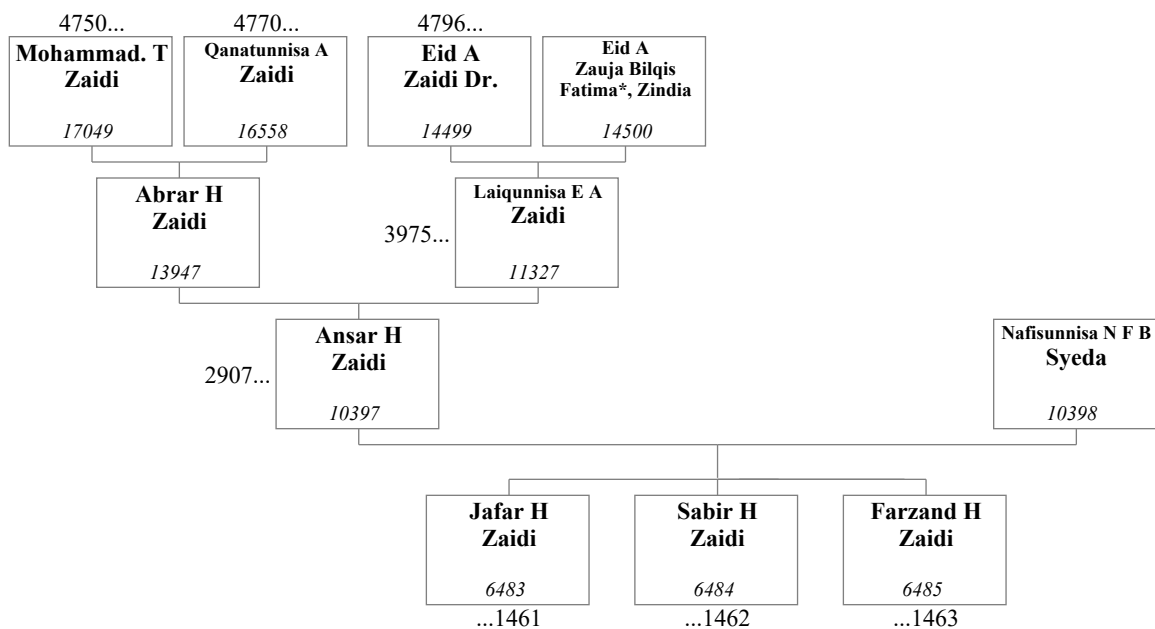 4750...
4770...
4796...
Mohammad. T
Zaidi
17049
Qanatunnisa A
Zaidi
16558
Eid A
Zaidi Dr.
14499
Eid A
Zauja Bilqis
Fatima*, Zindia
14500
Abrar H
Zaidi
13947
3975...
Laiqunnisa E A
Zaidi
11327
2907...
Ansar H
Zaidi
10397
Nafisunnisa N F B
Syeda
10398
Jafar H
Zaidi
6483
...1461
Sabir H
Zaidi
6484
...1462
Farzand H
Zaidi
6485
...1463